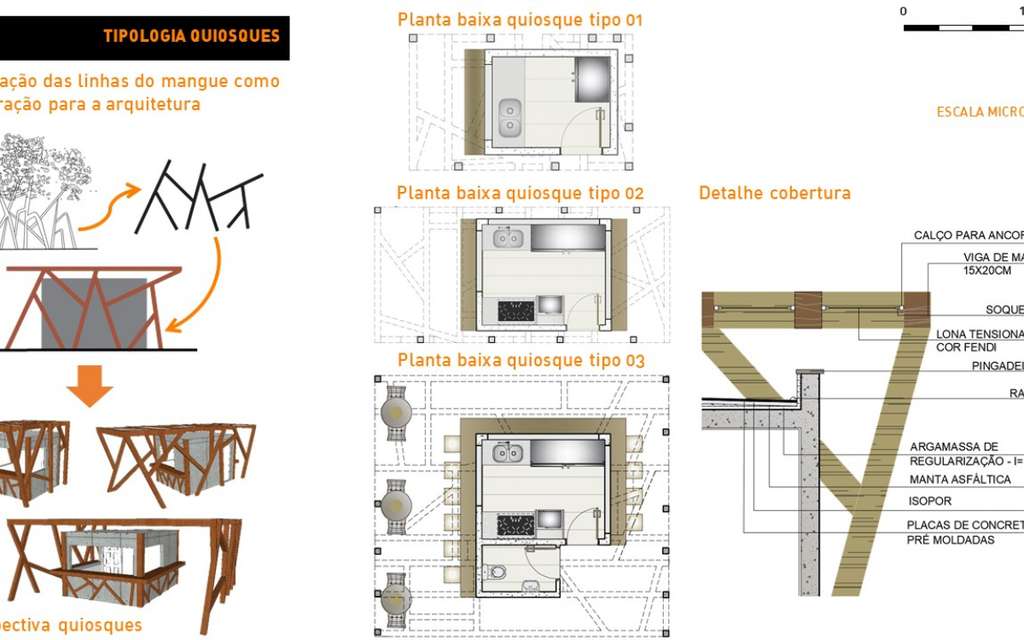 TIPOLOGIA QUIOSQUES
ação das linhas do mangue como
ração para a arquitetura
pectiva quiosques
Planta baixa quiosque tipo 01
Planta baixa quiosque tipo 02
Planta baixa quiosque tipo 03
0 1
ESCALA MICRO
Detalhe cobertura
CALÇO PARA ANCOR
VIGA DE MA
15X20CM
SOQUE
LONA TENSIONA
COR FENDI
PINGADEI
RA
ARGAMASSA DE
REGULARIZAÇÃO - I=
MANTA ASFÁLTICA
ISOPOR
PLACAS DE CONCRET
PRÉ MOLDADAS